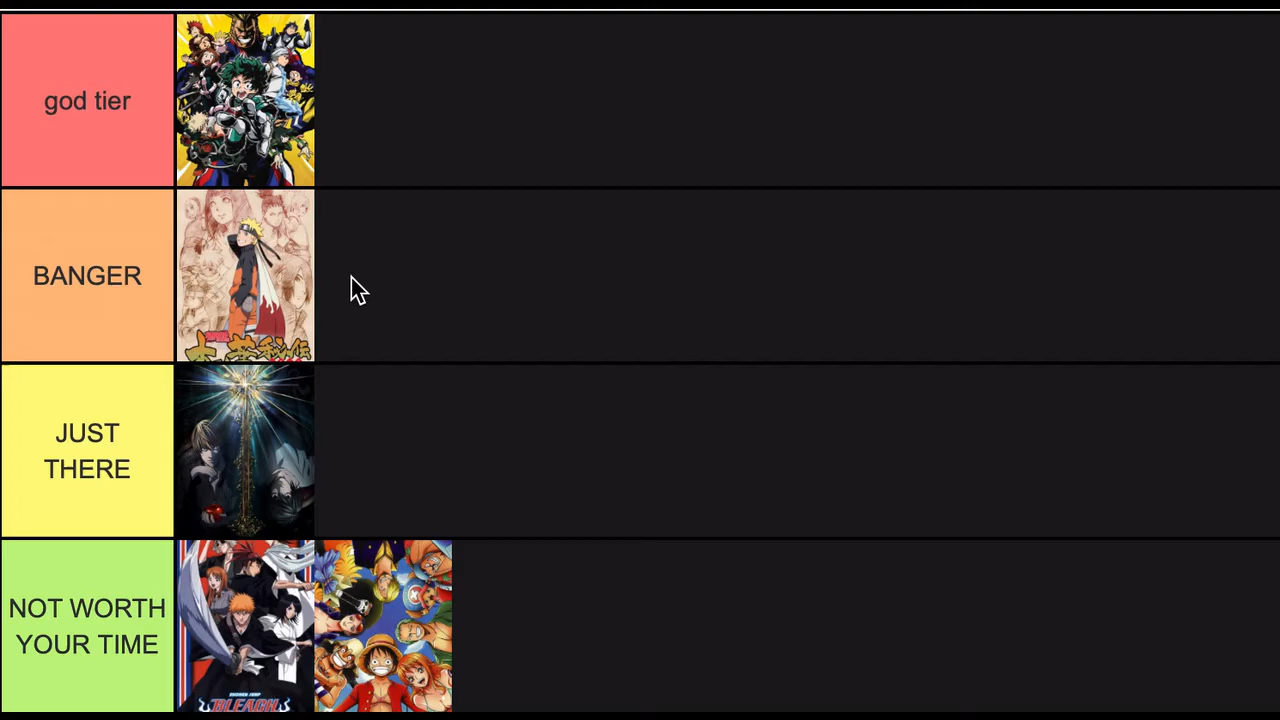 god tier
BANGER
JUST
THERE
NOT WORTH
YOUR TIME
BLEACH